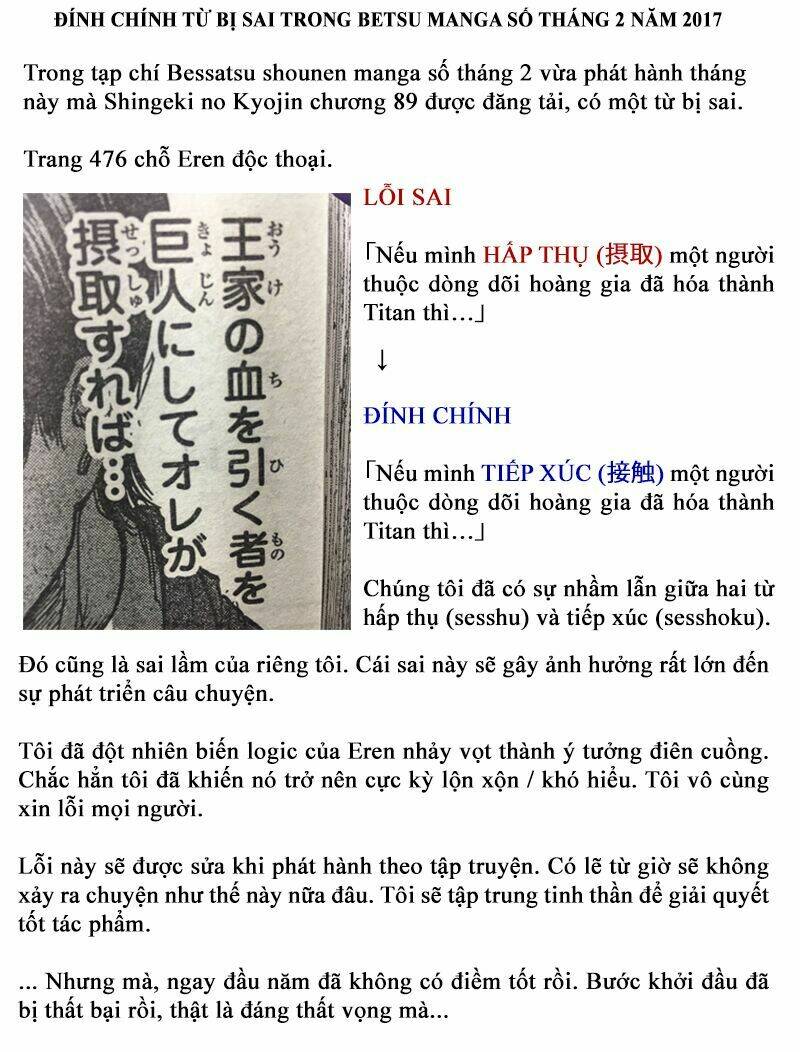 ĐÍNH CHÍNH TỪ BỊ SAI TRONG BETSU MANGA SỐ THÁNG 2 NĂM 2017
Trong tạp chí Bessatsu shounen manga số tháng 2 vừa phát hành tháng
này mà Shingeki no Kyojin chương 89 được đăng tải, có một từ bị sai.
Trang 476 chỗ Eren độc thoại.
王家の血を引く者を
おうけ ち ひ もの
巨人にしてオレが
きょじん
摂取すれば…
せっしゅ
LỖI SAI
「Nếu mình HẤP THỤ (摂取) một người
thuộc dòng dõi hoàng gia đã hóa thành
Titan thì…」
↓
ĐÍNH CHÍNH
「Nếu mình TIẾP XÚC (接触) một người
thuộc dòng dõi hoàng gia đã hóa thành
Titan thì…」
Chúng tôi đã có sự nhầm lẫn giữa hai từ
hấp thụ (sesshu) và tiếp xúc (sesshoku).
Đó cũng là sai lầm của riêng tôi. Cái sai này sẽ gây ảnh hưởng rất lớn đến
sự phát triển câu chuyện.
Tôi đã đột nhiên biến logic của Eren nhảy vọt thành ý tưởng điên cuồng.
Chắc hẳn tôi đã khiến nó trở nên cực kỳ lộn xộn / khó hiểu. Tôi vô cùng
xin lỗi mọi người.
Lỗi này sẽ được sửa khi phát hành theo tập truyện. Có lẽ từ giờ sẽ không
xảy ra chuyện như thế này nữa đâu. Tôi sẽ tập trung tinh thần để giải quyết
tốt tác phẩm.
... Nhưng mà, ngay đầu năm đã không có điềm tốt rồi. Bước khởi đầu đã
bị thất bại rồi, thật là đáng thất vọng mà...